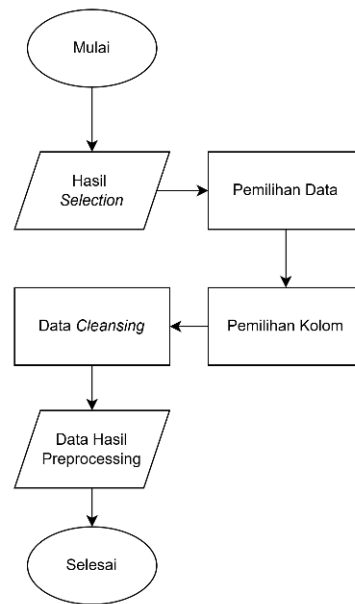 Mulai
Hasil
Selection
Pemilihan Data
Pemilihan Kolom
Data Cleansing
Data Hasil
Preprocessing
Selesai